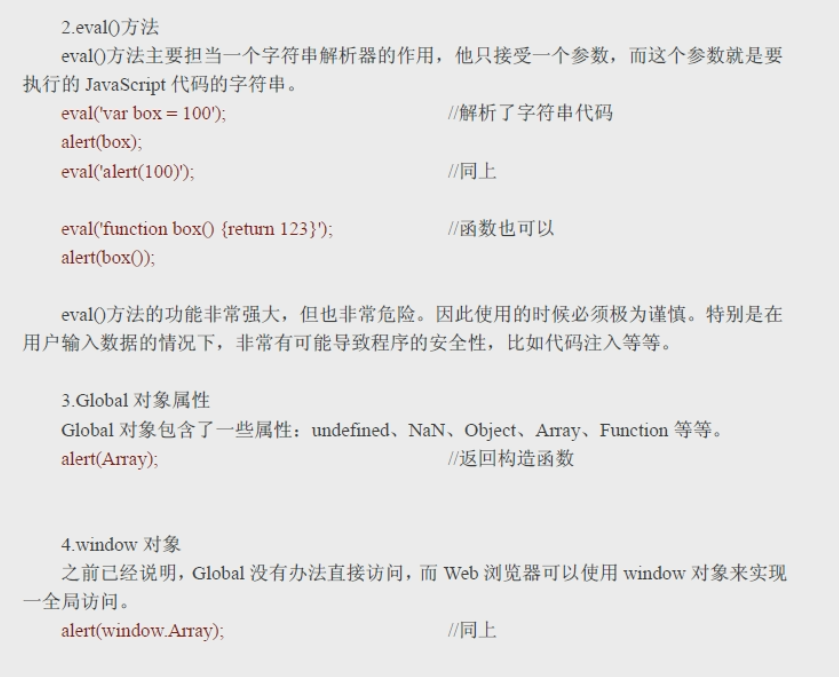 2.eval()方法
eval()方法主要担当一个字符串解析器的作用，他只接受一个参数，而这个参数就是要
执行的 JavaScript 代码的字符串。
eval('var box = 100'); //解析了字符串代码
alert(box);
eval('alert(100)'); //同上
eval('function box() {return 123}'); //函数也可以
alert(box());
eval()方法的功能非常强大，但也非常危险。因此使用的时候必须极为谨慎。特别是在
用户输入数据的情况下，非常有可能导致程序的安全性，比如代码注入等等。
3.Global 对象属性
Global 对象包含了一些属性：undefined、NaN、Object、Array、Function 等等。
alert(Array); //返回构造函数
4.window 对象
之前已经说明，Global 没有办法直接访问，而 Web 浏览器可以使用 window 对象来实现
一全局访问。
alert(window.Array); //同上